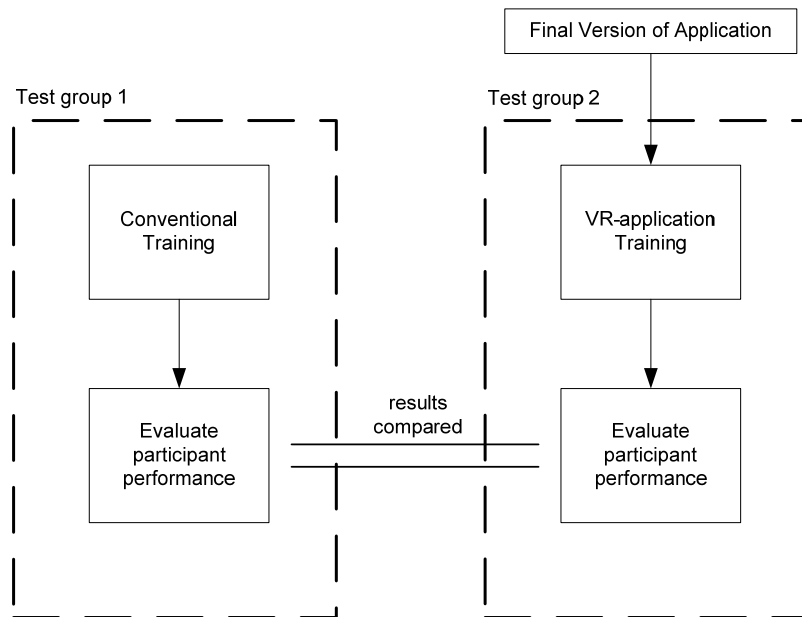 Final Version of Application
Test group 1
Test group 2
Conventional
Training
VR-application
Training
results
compared
Evaluate
participant
performance
Evaluate
participant
performance